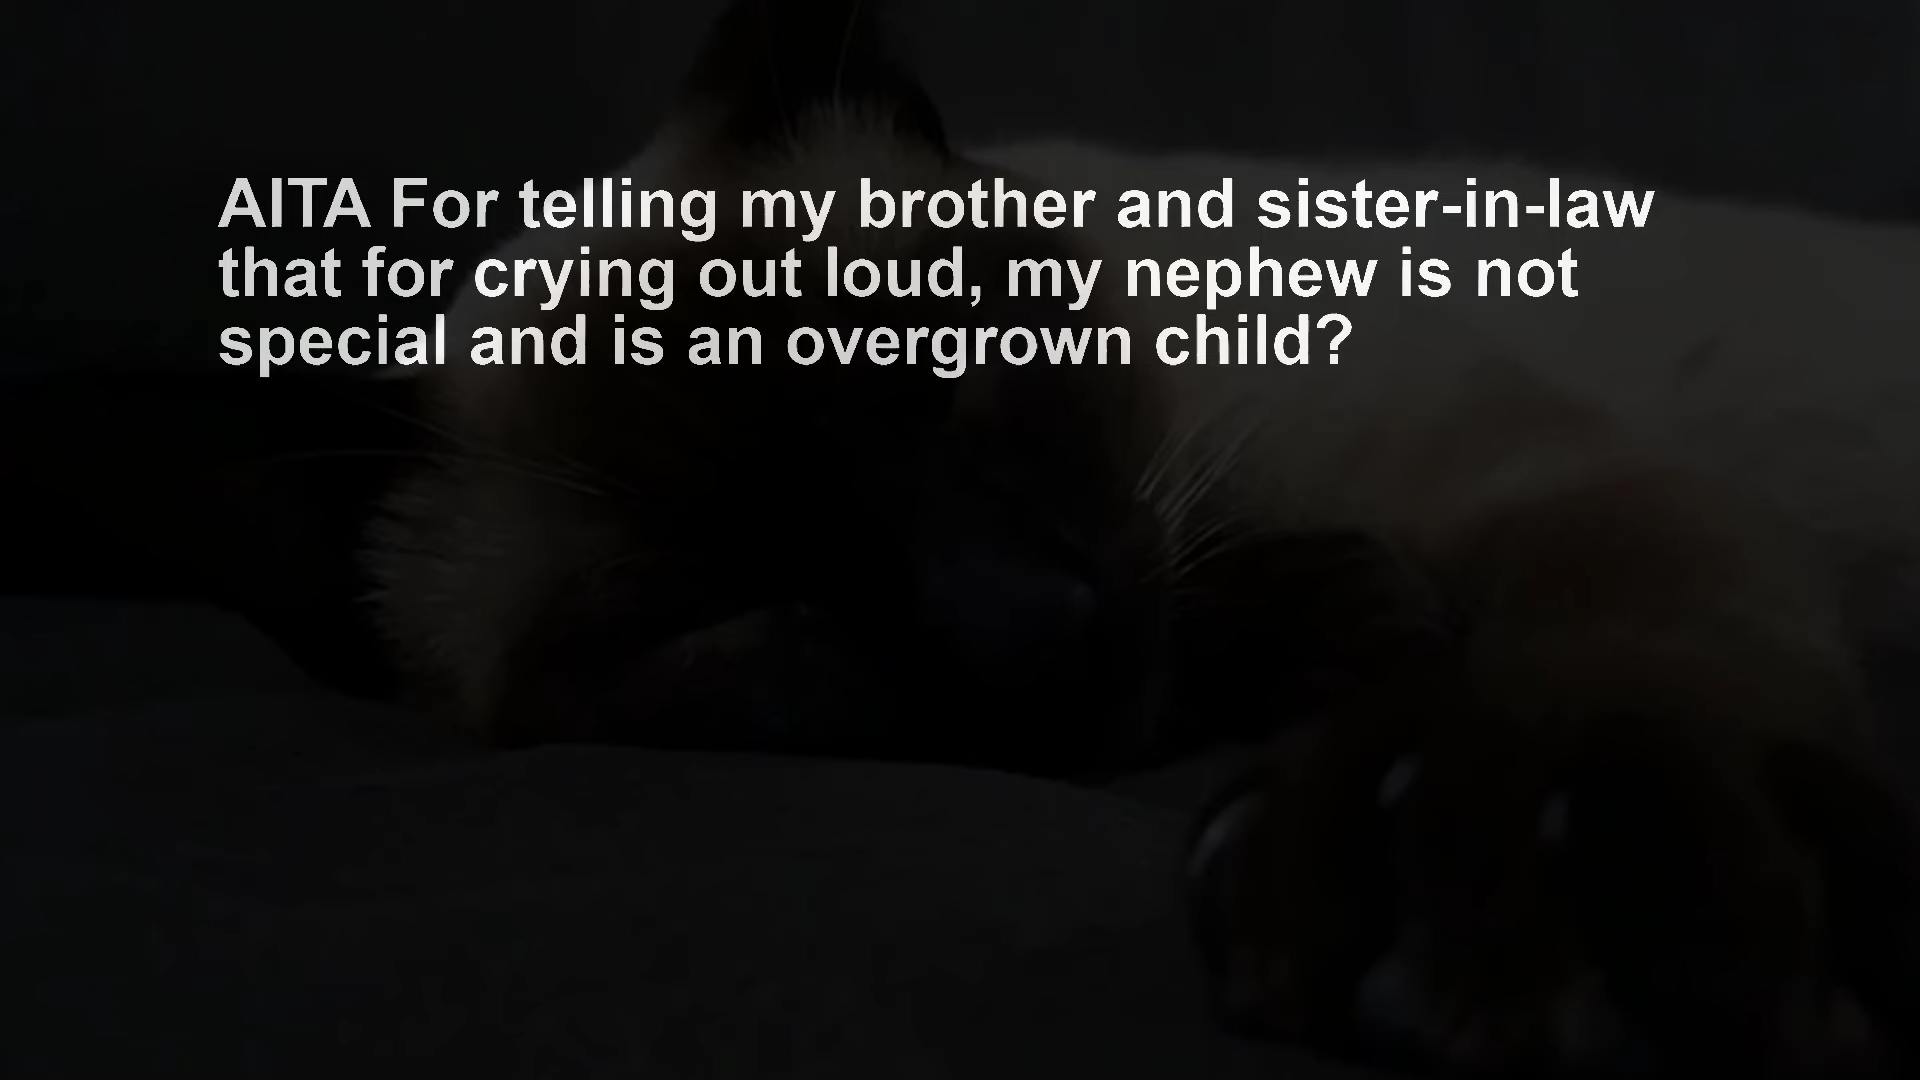 AITA For telling my brother and sister-in-law
that for crying out loud, my nephew is not
special and is an overgrown child?